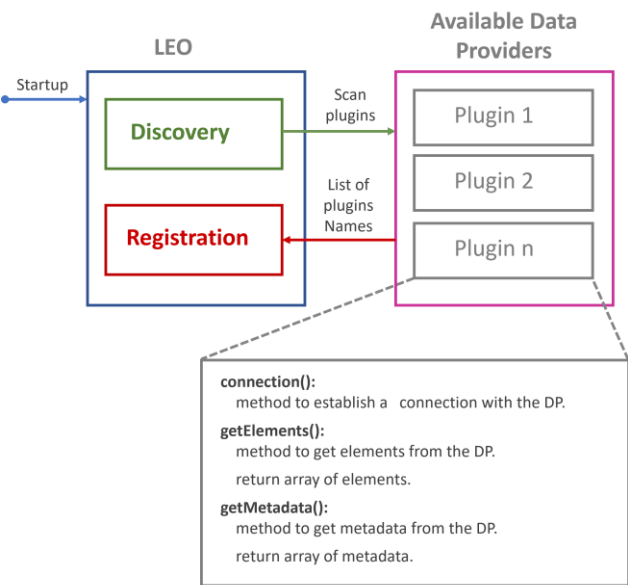 LEO
Available Data
Providers
Startup
Discovery
Scan
plugins
Plugin 1
Plugin 2
List of
plugins
Names
Registration
Plugin n
connection():
method to establish a connection with the DP.
getElements():
method to get elements from the DP.
return array of elements.
getMetadata():
method to get metadata from the DP.
return array of metadata.